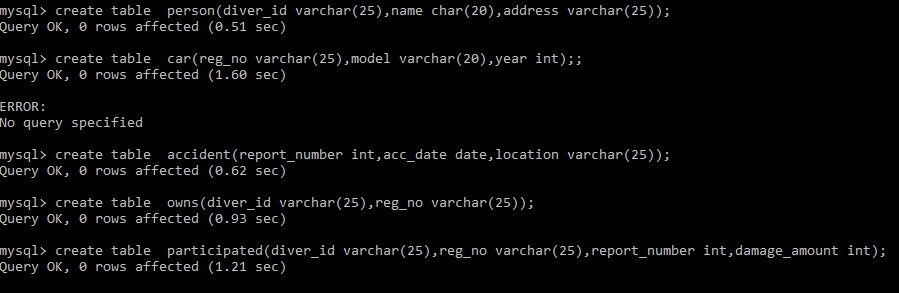 mysql> create table  person(diver_id varchar(25),name char(20),address varchar(25));
Query OK, 0 rows affected (0.51 sec)
mysql> create table  car(reg_no varchar(25),model varchar(20),year int);;
Query OK, 0 rows affected (1.60 sec)
ERROR:
No query specified
mysql> create table  accident(report_number int,acc_date date,location varchar(25));
Query OK, 0 rows affected (0.62 sec)
mysql> create table  owns(diver_id varchar(25),reg_no varchar(25));
Query OK, 0 rows affected (0.93 sec)
mysql> create table  participated(diver_id varchar(25),reg_no varchar(25),report_number int,damage_amount int);
Query OK, 0 rows affected (1.21 sec)